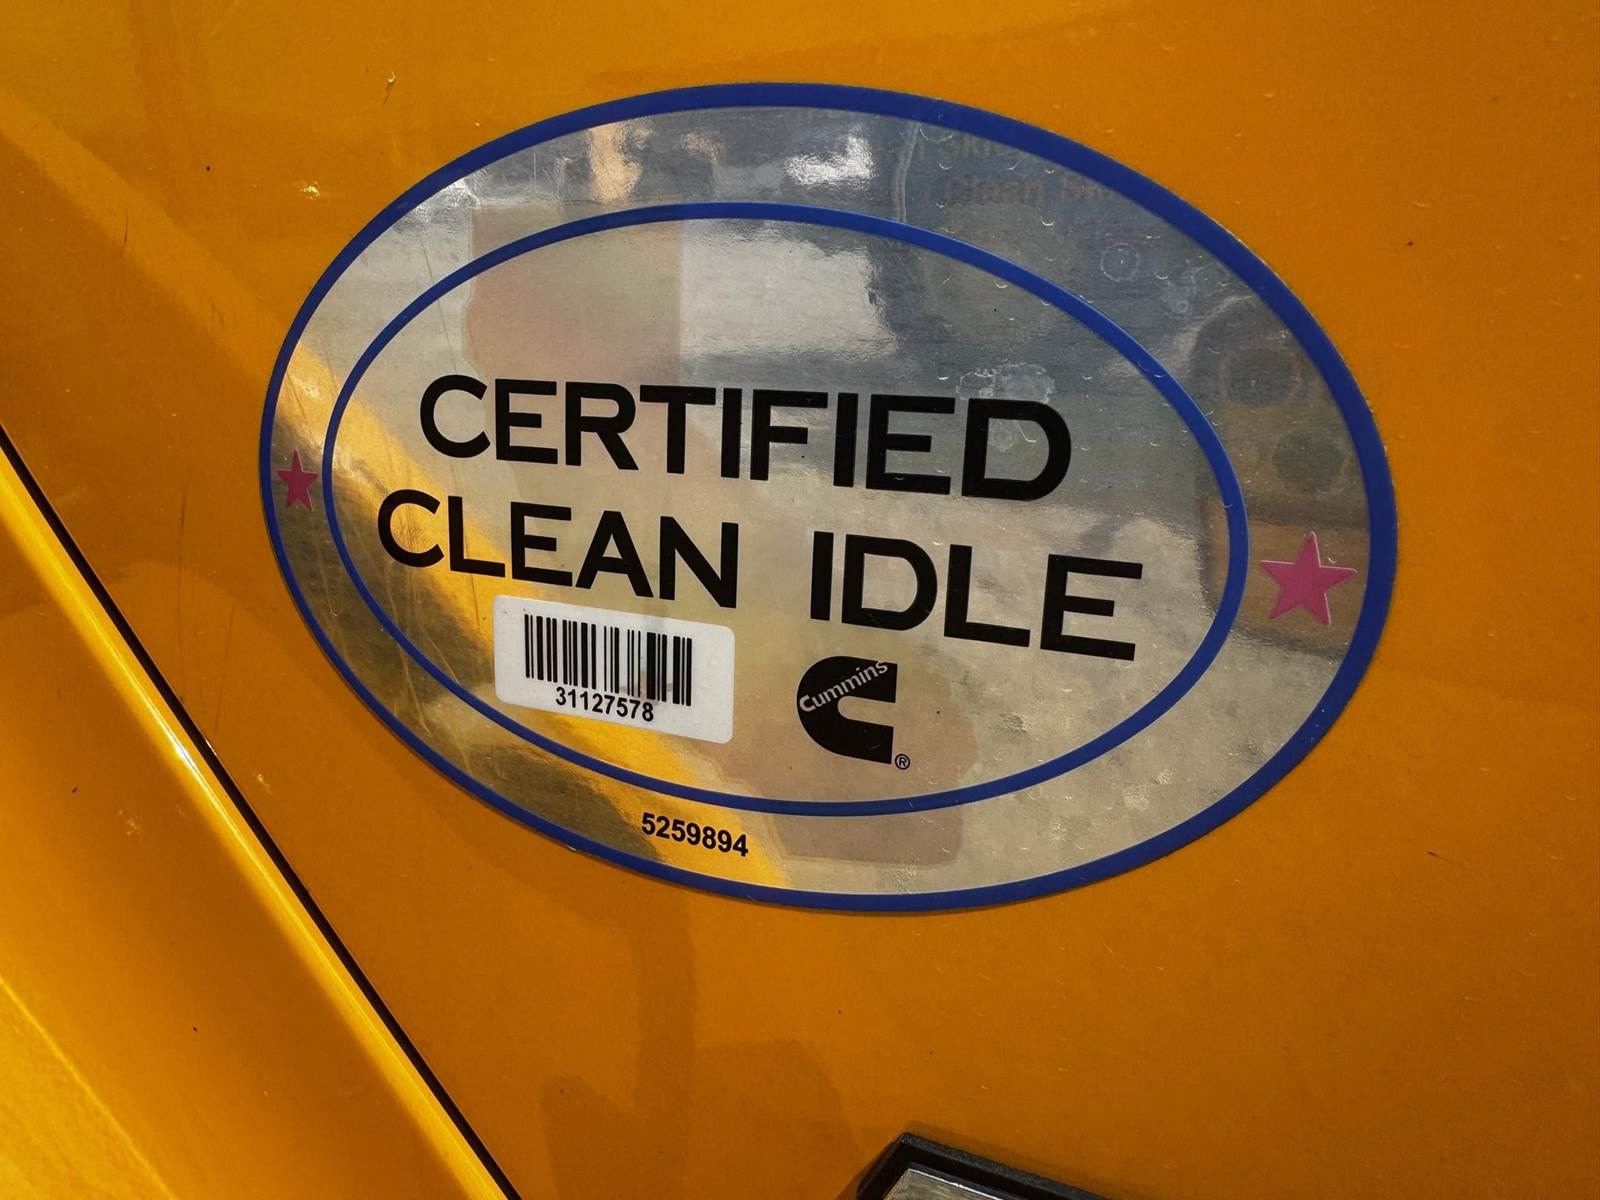 CERTIFIED
CLEAN IDLE
31127578
Cummins
®
5259894